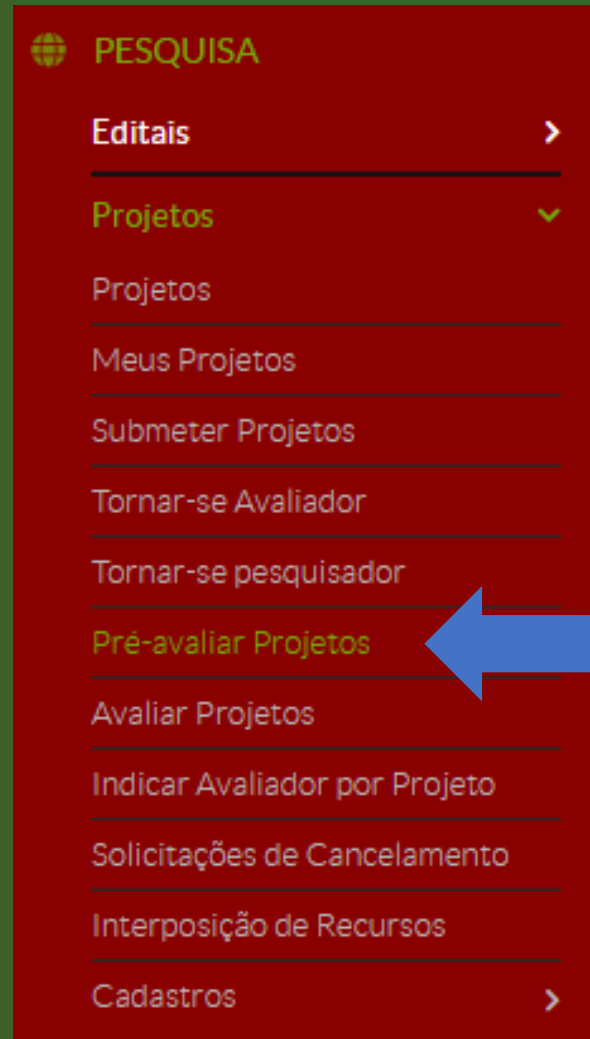 PESQUISA
Editais
Projetos
Projetos
Meus Projetos
Submeter Projetos
Tornar-se Avaliador
Tornar-se pesquisador
Pré-avaliar Projetos
Avaliar Projetos
Indicar Avaliador por Projeto
Solicitações de Cancelamento
Interposição de Recursos
Cadastros